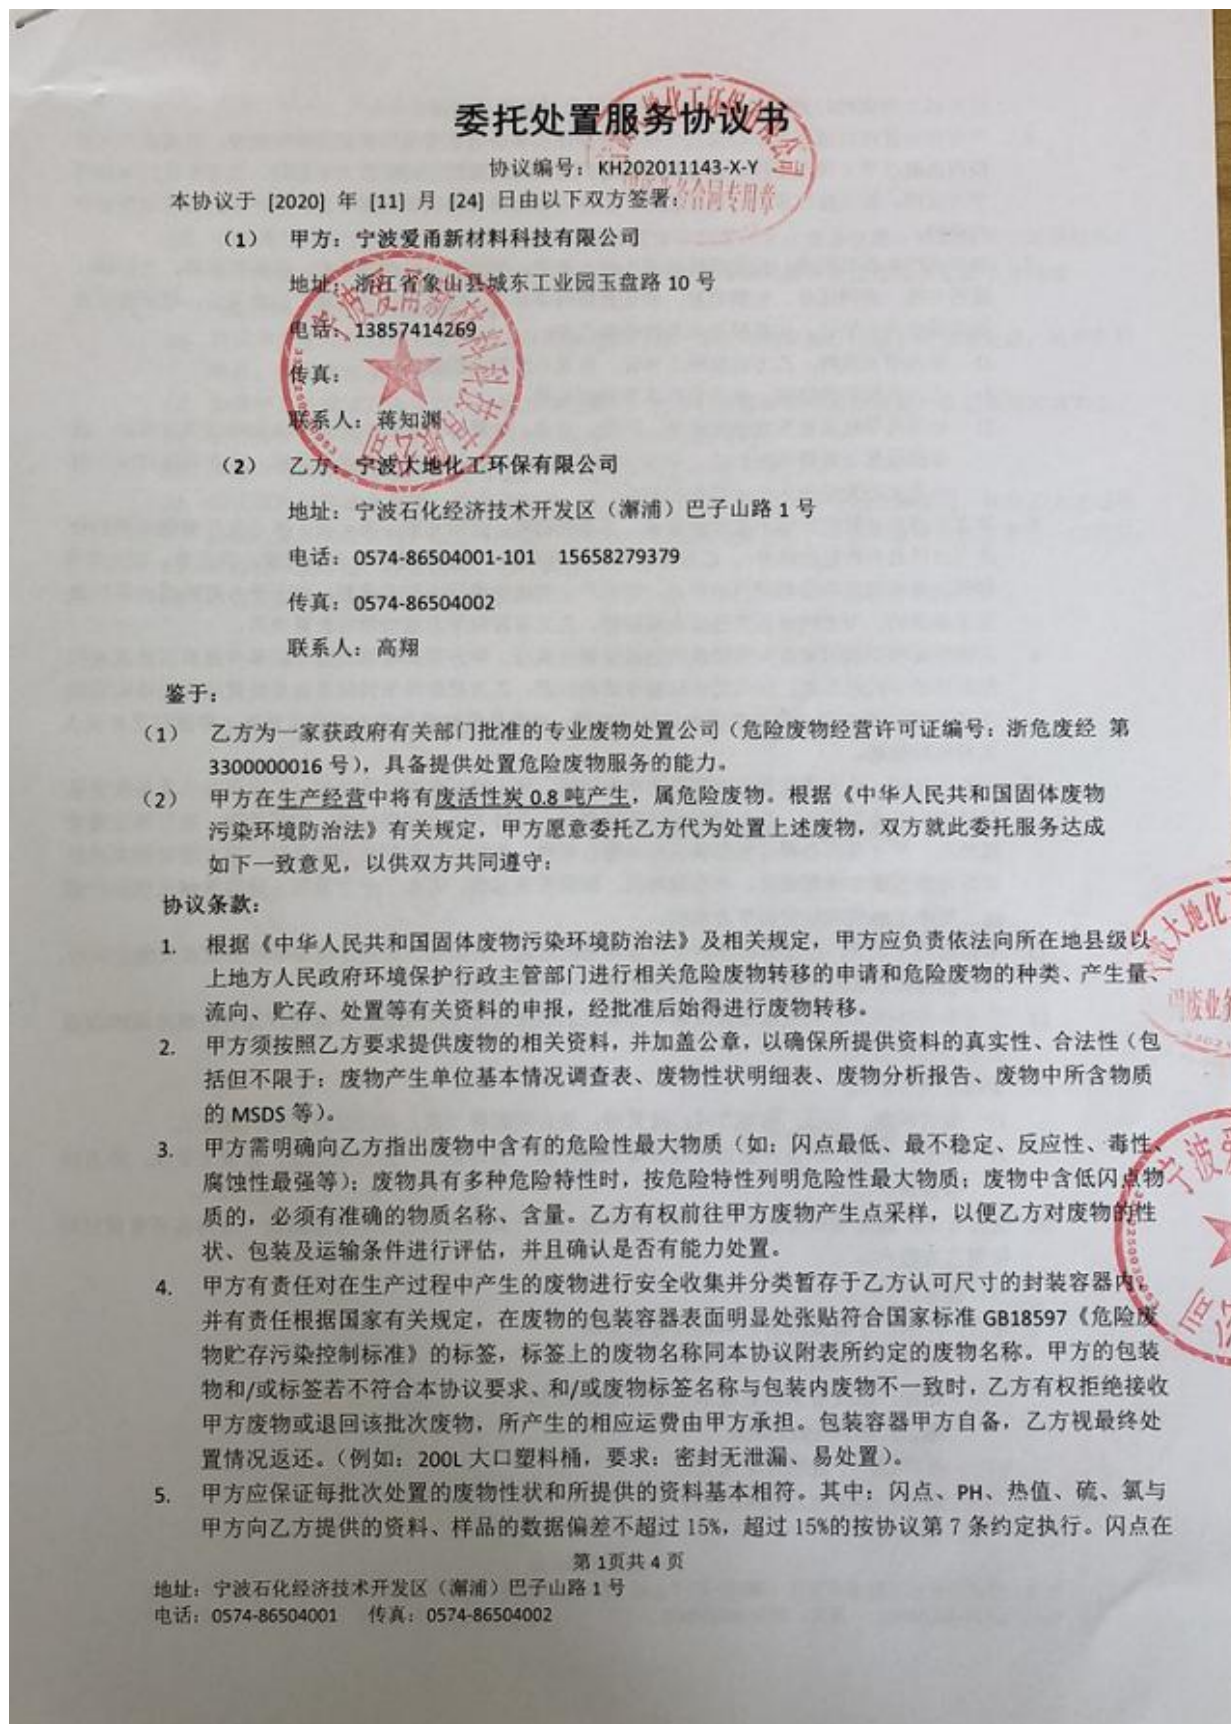 委托处置服务协议书
协议编号：KH202011143-X-Y
本协议于 [2020] 年 [11] 月 [24] 日由以下双方签署：
（1） 甲方：宁波爱甬新材料科技有限公司
地址：浙江省象山县城东工业园玉盘路 10 号
电话：13857414269
传真：
联系人：蒋知渊
（2） 乙方：宁波大地化工环保有限公司
地址：宁波石化经济技术开发区（澥浦）巴子山路 1 号
电话：0574-86504001-101 15658279379
传真：0574-86504002
联系人：高翔
鉴于：
（1） 乙方为一家获政府有关部门批准的专业废物处置公司（危险废物经营许可证编号：浙危废经 第
3300000016 号），具备提供处置危险废物服务的能力。
（2） 甲方在生产经营中将有废活性炭 0.8 吨产生，属危险废物。根据《中华人民共和国固体废物
污染环境防治法》有关规定，甲方愿意委托乙方代为处置上述废物，双方就此委托服务达成
如下一致意见，以供双方共同遵守：
协议条款：
1. 根据《中华人民共和国固体废物污染环境防治法》及相关规定，甲方应负责依法向所在地县级以
上地方人民政府环境保护行政主管部门进行相关危险废物转移的申请和危险废物的种类、产生量、
流向、贮存、处置等有关资料的申报，经批准后始得进行废物转移。
2. 甲方须按照乙方要求提供废物的相关资料，并加盖公章，以确保所提供资料的真实性、合法性（包
括但不限于：废物产生单位基本情况调查表、废物性状明细表、废物分析报告、废物中所含物质
的 MSDS 等）。
3. 甲方需明确向乙方指出废物中含有的危险性最大物质（如：闪点最低、最不稳定、反应性、毒性、
腐蚀性最强等）；废物具有多种危险特性时，按危险特性列明危险性最大物质；废物中含低闪点物
质的，必须有准确的物质名称、含量。乙方有权前往甲方废物产生点采样，以便乙方对废物的性
状、包装及运输条件进行评估，并且确认是否有能力处置。
4. 甲方有责任对在生产过程中产生的废物进行安全收集并分类暂存于乙方认可尺寸的封装容器内，
并有责任根据国家有关规定，在废物的包装容器表面明显处张贴符合国家标准 GB18597《危险废
物贮存污染控制标准》的标签，标签上的废物名称同本协议附表所约定的废物名称。甲方的包装
物和/或标签若不符合本协议要求、和/或废物标签名称与包装内废物不一致时，乙方有权拒绝接收
甲方废物或退回该批次废物，所产生的相应运费由甲方承担。包装容器甲方自备，乙方视最终处
置情况返还。（例如：200L 大口塑料桶，要求：密封无泄漏、易处置）。
5. 甲方应保证每批次处置的废物性状和所提供的资料基本相符。其中：闪点、PH、热值、硫、氯与
甲方向乙方提供的资料、样品的数据偏差不超过 15%，超过 15%的按协议第 7 条约定执行。闪点在
第 1页共 4 页
地址：宁波石化经济技术开发区（澥浦）巴子山路 1 号
电话：0574-86504001 传真：0574-86504002